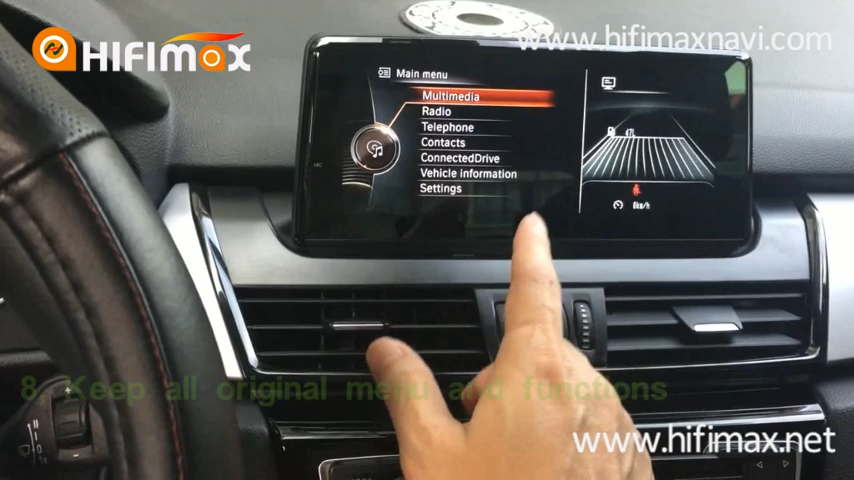 HIFIMAX
www.hifimaxnavi.com
Main menu
Multimedia
Radio
Telephone
Contacts
ConnectedDrive
Vehicle information
Settings
0km/h
8, Keep all original menu and functions
www.hifimax.net